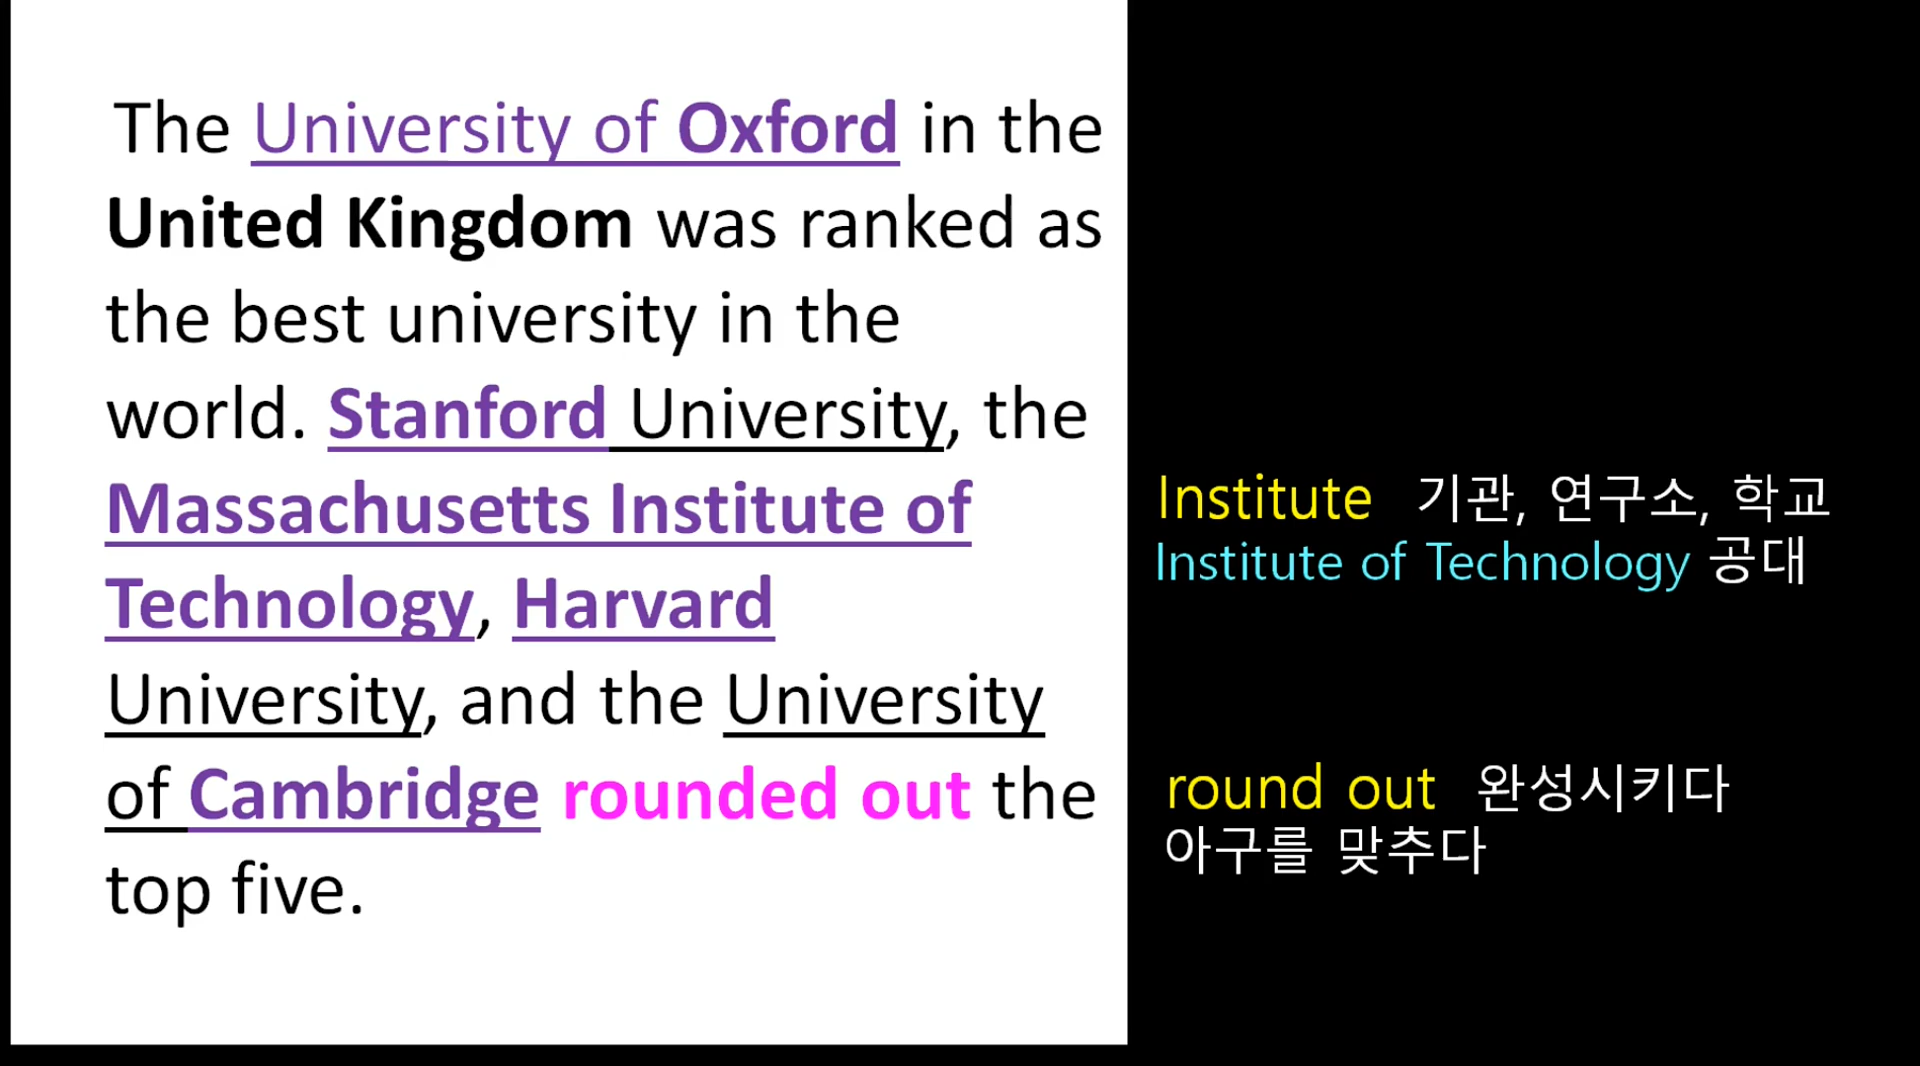 The University of Oxford in the
United Kingdom was ranked as
the best university in the
world. Stanford University, the
Massachusetts Institute of
Technology, Harvard
University, and the University
of Cambridge rounded out the
top five.
Institute 기관, 연구소, 학교
Institute of Technology 공대
round out 완성시키다
아구를 맞추다